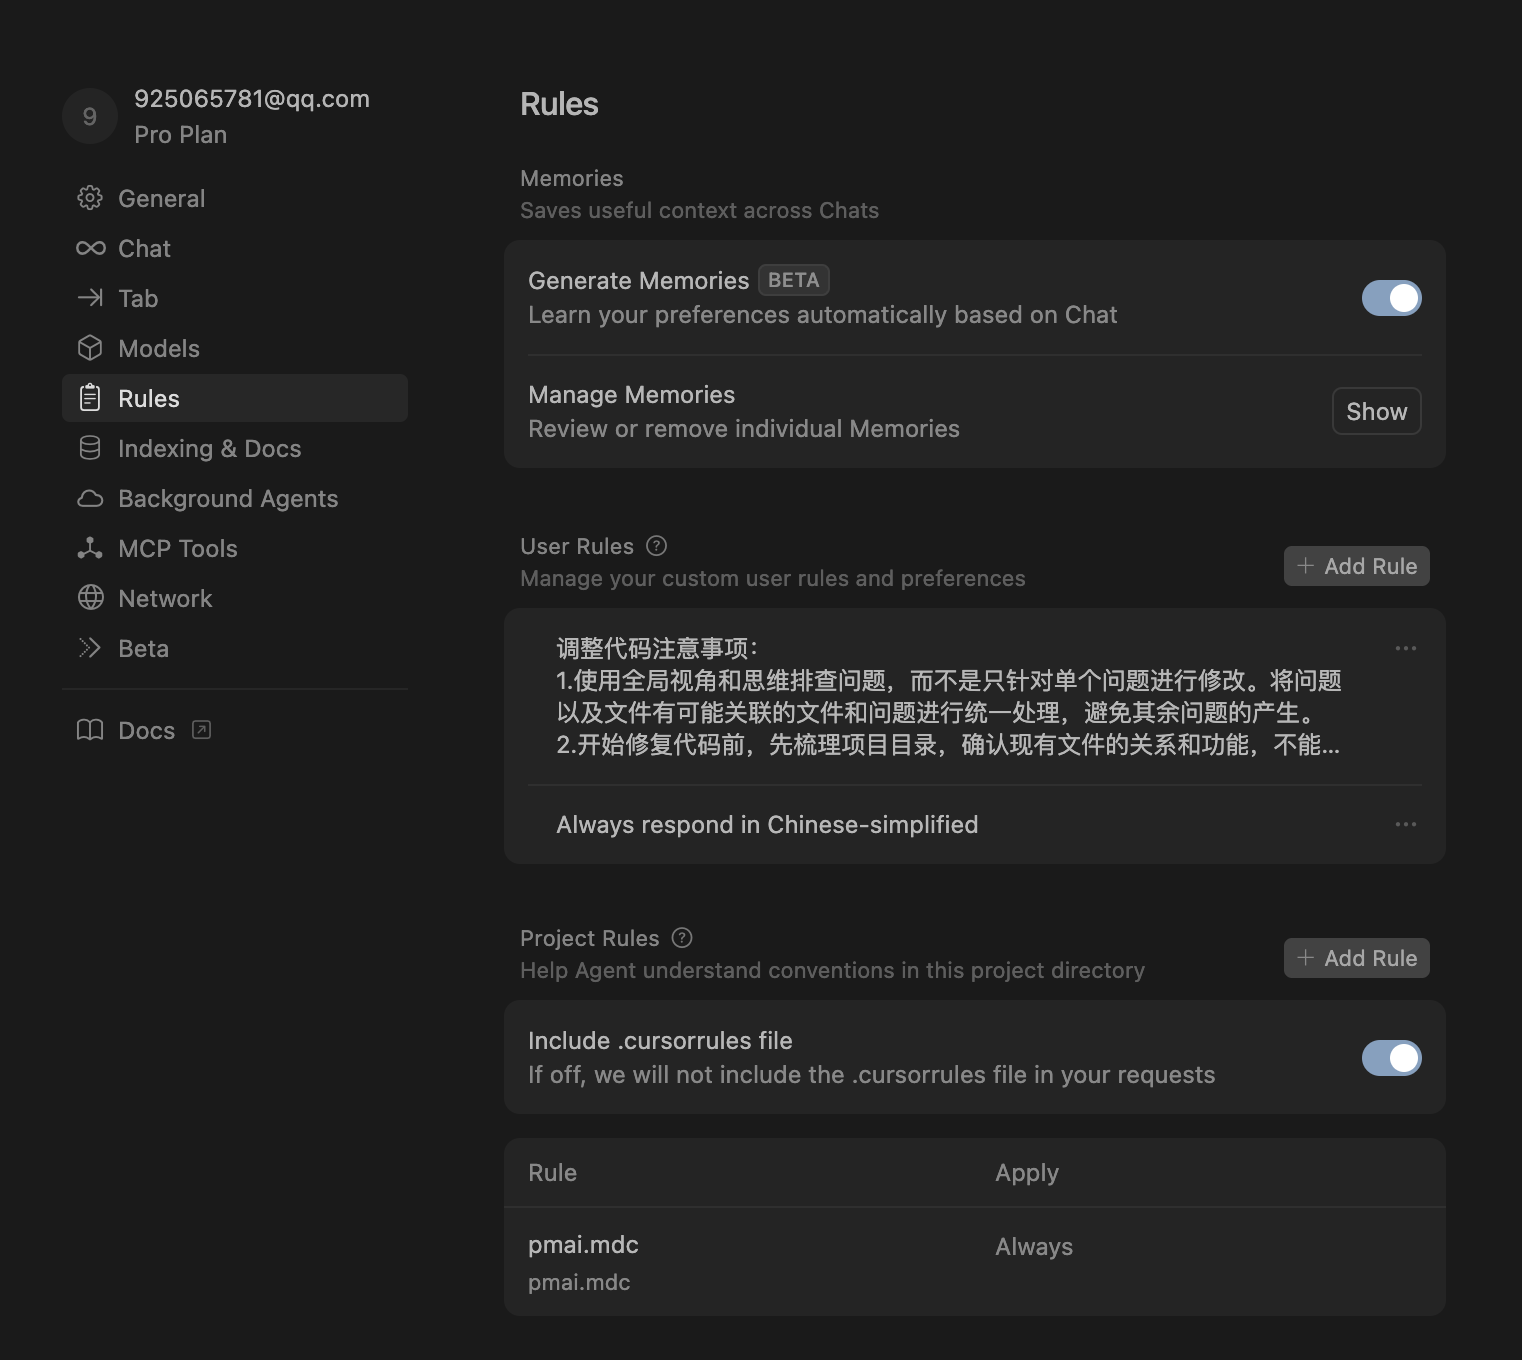 9
925065781@qq.com
Pro Plan
General
Chat
Tab
Models
Rules
Indexing & Docs
Background Agents
MCP Tools
Network
Beta
Docs
Rules
Memories
Saves useful context across Chats
Generate Memories BETA
Learn your preferences automatically based on Chat
Manage Memories
Review or remove individual Memories
Show
User Rules
Manage your custom user rules and preferences
Add Rule
调整代码注意事项：
1.使用全局视角和思维排查问题，而不是只针对单个问题进行修改。将问题
以及文件有可能关联的文件和问题进行统一处理，避免其余问题的产生。
2.开始修复代码前，先梳理项目目录，确认现有文件的关系和功能，不能...
Always respond in Chinese-simplified
Project Rules
Help Agent understand conventions in this project directory
Add Rule
Include .cursorrules file
If off, we will not include the .cursorrules file in your requests
Rule Apply
pmai.mdc Always
pmai.mdc